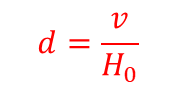 d = v / H₀